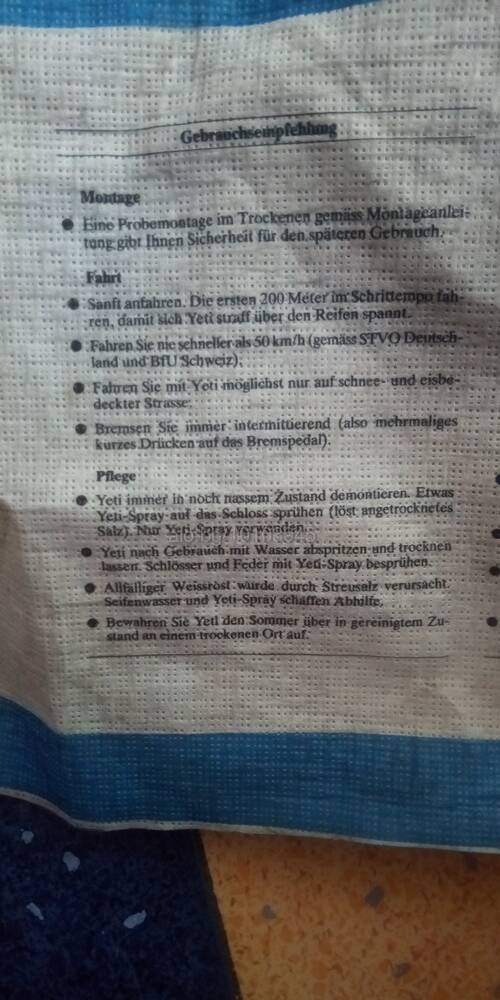 Gebrauchsempfehlung
Montage
● Eine Probemontage im Trockenen gemäss Montageanlei-
tung gibt Ihnen Sicherheit für den späteren Gebrauch.
Fahrt
● Sanft anfahren. Die ersten 200 Meter im Schrittempo fah-
ren, damit sich Yeti straff über den Reifen spannt.
● Fahren Sie nie schneller als 50 km/h (gemäss STVO Deutsch-
land und BfU Schweiz).
● Fahren Sie mit Yeti möglichst nur auf schnee- und eisbe-
deckter Strasse.
● Bremsen Sie immer intermittierend (also mehrmaliges
kurzes Drücken auf das Bremspedal).
Pflege
● Yeti immer in noch nassem Zustand demontieren. Etwas
Yeti-Spray auf das Schloss sprühen (löst angetrocknetes
Salz). Nur Yeti-Spray verwenden.
● Yeti nach Gebrauch mit Wasser abspritzen und trocknen
lassen. Schlösser und Feder mit Yeti-Spray besprühen.
● Allfälliger Weissrost wurde durch Streusalz verursacht.
Seifenwasser und Yeti-Spray schaffen Abhilfe.
● Bewahren Sie Yeti den Sommer über in gereinigtem Zu-
stand an einem trockenen Ort auf.